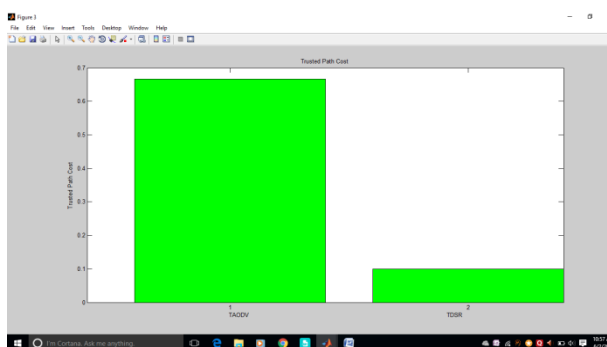 Figure 3
File Edit View Insert Tools Desktop Window Help
Trusted Path Cost
0.7
0.6
0.5
0.4
0.3
0.2
0.1
0
Trusted Path Cost
1
2
TAODV
TDSR
I'm Cortana. Ask me anything.
10:57